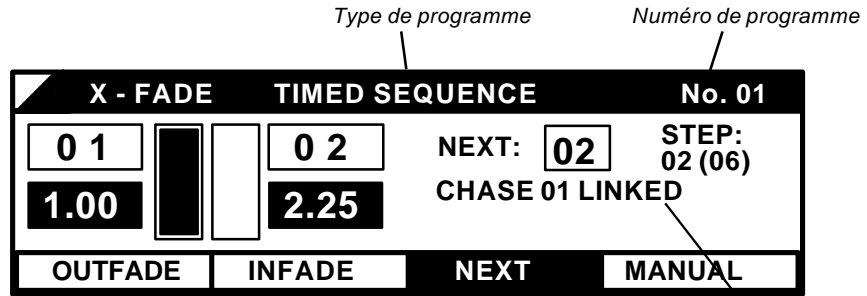 Type de programme Numéro de programme
X - FADE TIMED SEQUENCE No. 01
0 1 0 2 NEXT: 02 STEP:
02 (06)
1.00 2.25 CHASE 01 LINKED
OUTFADE INFADE NEXT MANUAL